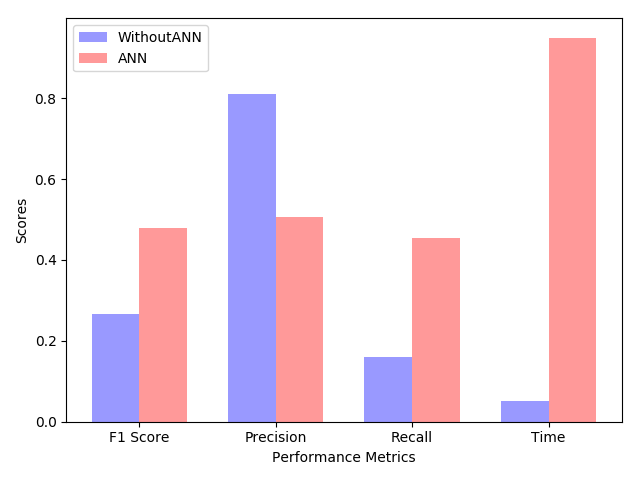 WithoutANN
ANN
Scores
0.8
0.6
0.4
0.2
0.0
F1 Score Precision Recall Time
Performance Metrics